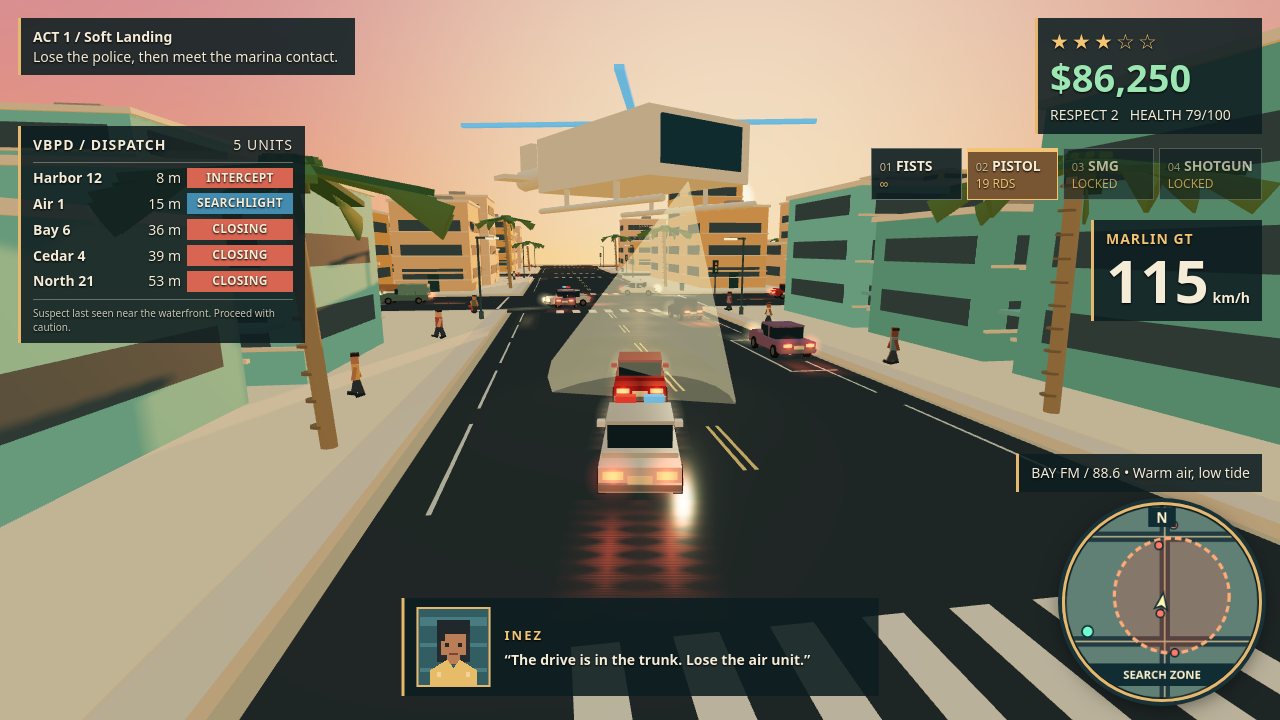 ACT 1 / Soft Landing
Lose the police, then meet the marina contact.
★★★☆☆
$86,250
RESPECT 2 HEALTH 79/100
VBPD / DISPATCH 5 UNITS
Harbor 12 8 m INTERCEPT
Air 1 15 m SEARCHLIGHT
Bay 6 36 m CLOSING
Cedar 4 39 m CLOSING
North 21 53 m CLOSING
Suspect last seen near the waterfront. Proceed with
caution.
01 FISTS
∞
02 PISTOL
19 RDS
03 SMG
LOCKED
04 SHOTGUN
LOCKED
MARLIN GT
115 km/h
BAY FM / 88.6 • Warm air, low tide
N
SEARCH ZONE
INEZ
“The drive is in the trunk. Lose the air unit.”